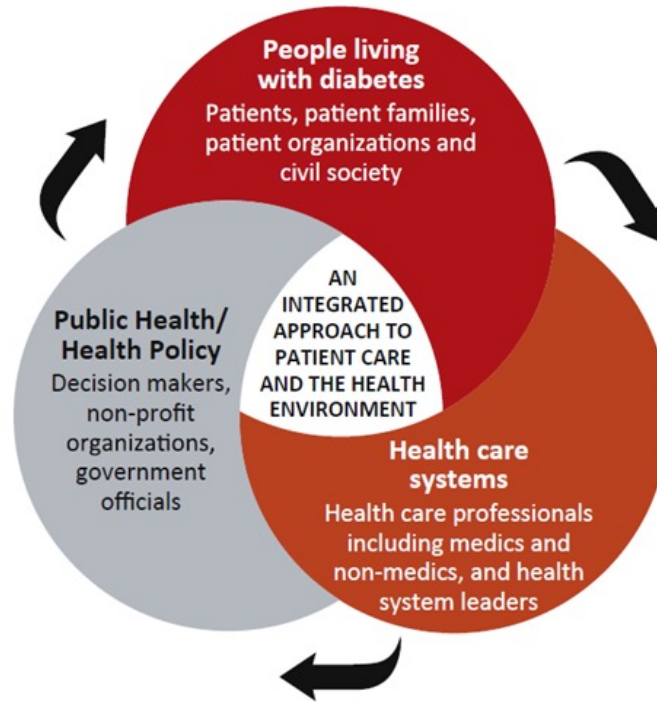 People living
with diabetes
Patients, patient families,
patient organizations and
civil society
AN
INTEGRATED
APPROACH TO
PATIENT CARE
AND THE HEALTH
ENVIRONMENT
Public Health/
Health Policy
Decision makers,
non-profit
organizations,
government
officials
Health care
systems
Health care professionals
including medics and
non-medics, and health
system leaders